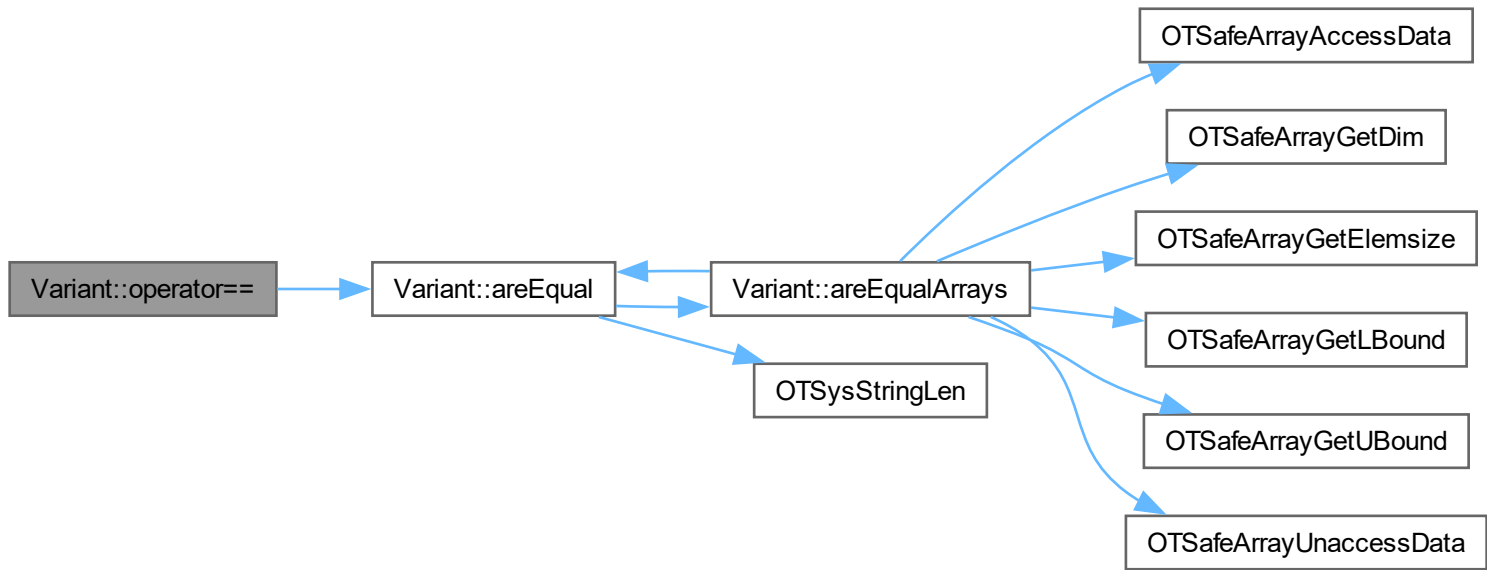 OTSafeArrayAccessData
OTSafeArrayGetDim
OTSafeArrayGetElemsize
Variant::operator==
Variant::areEqual
Variant::areEqualArrays
OTSafeArrayGetLBound
OTSysStringLen
OTSafeArrayGetUBound
OTSafeArrayUnaccessData